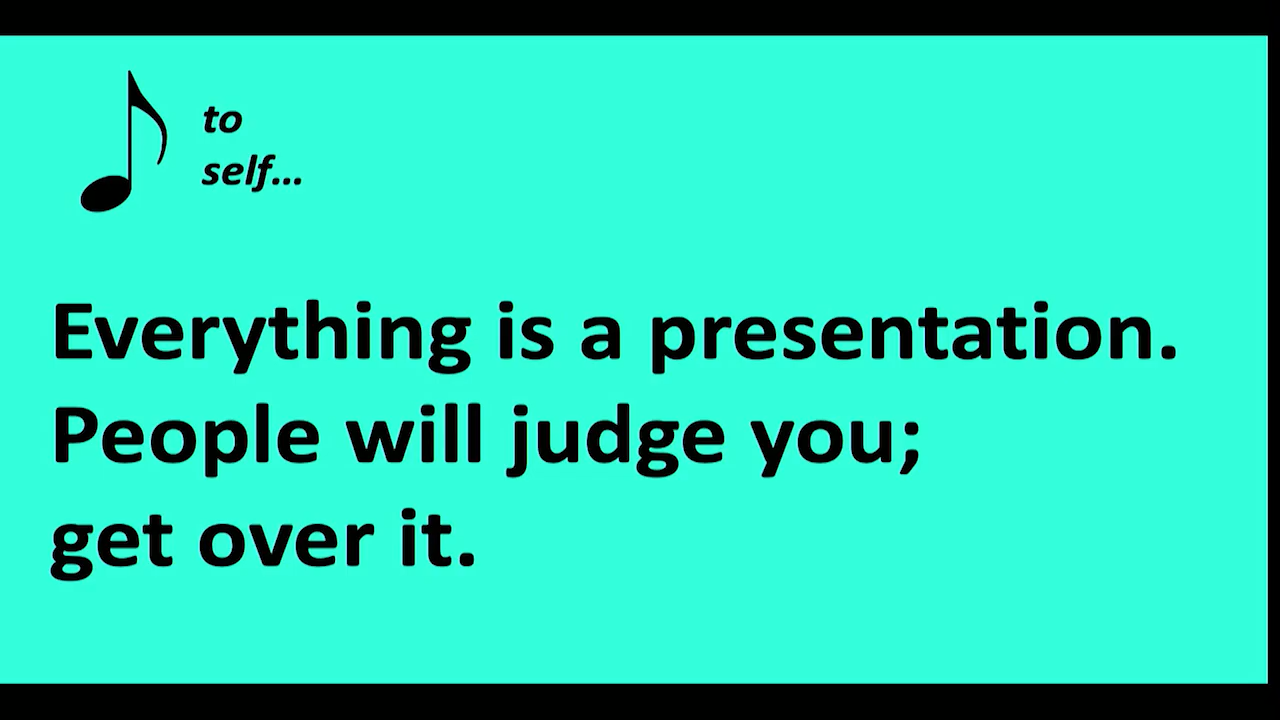 to
self...
Everything is a presentation.
People will judge you;
get over it.